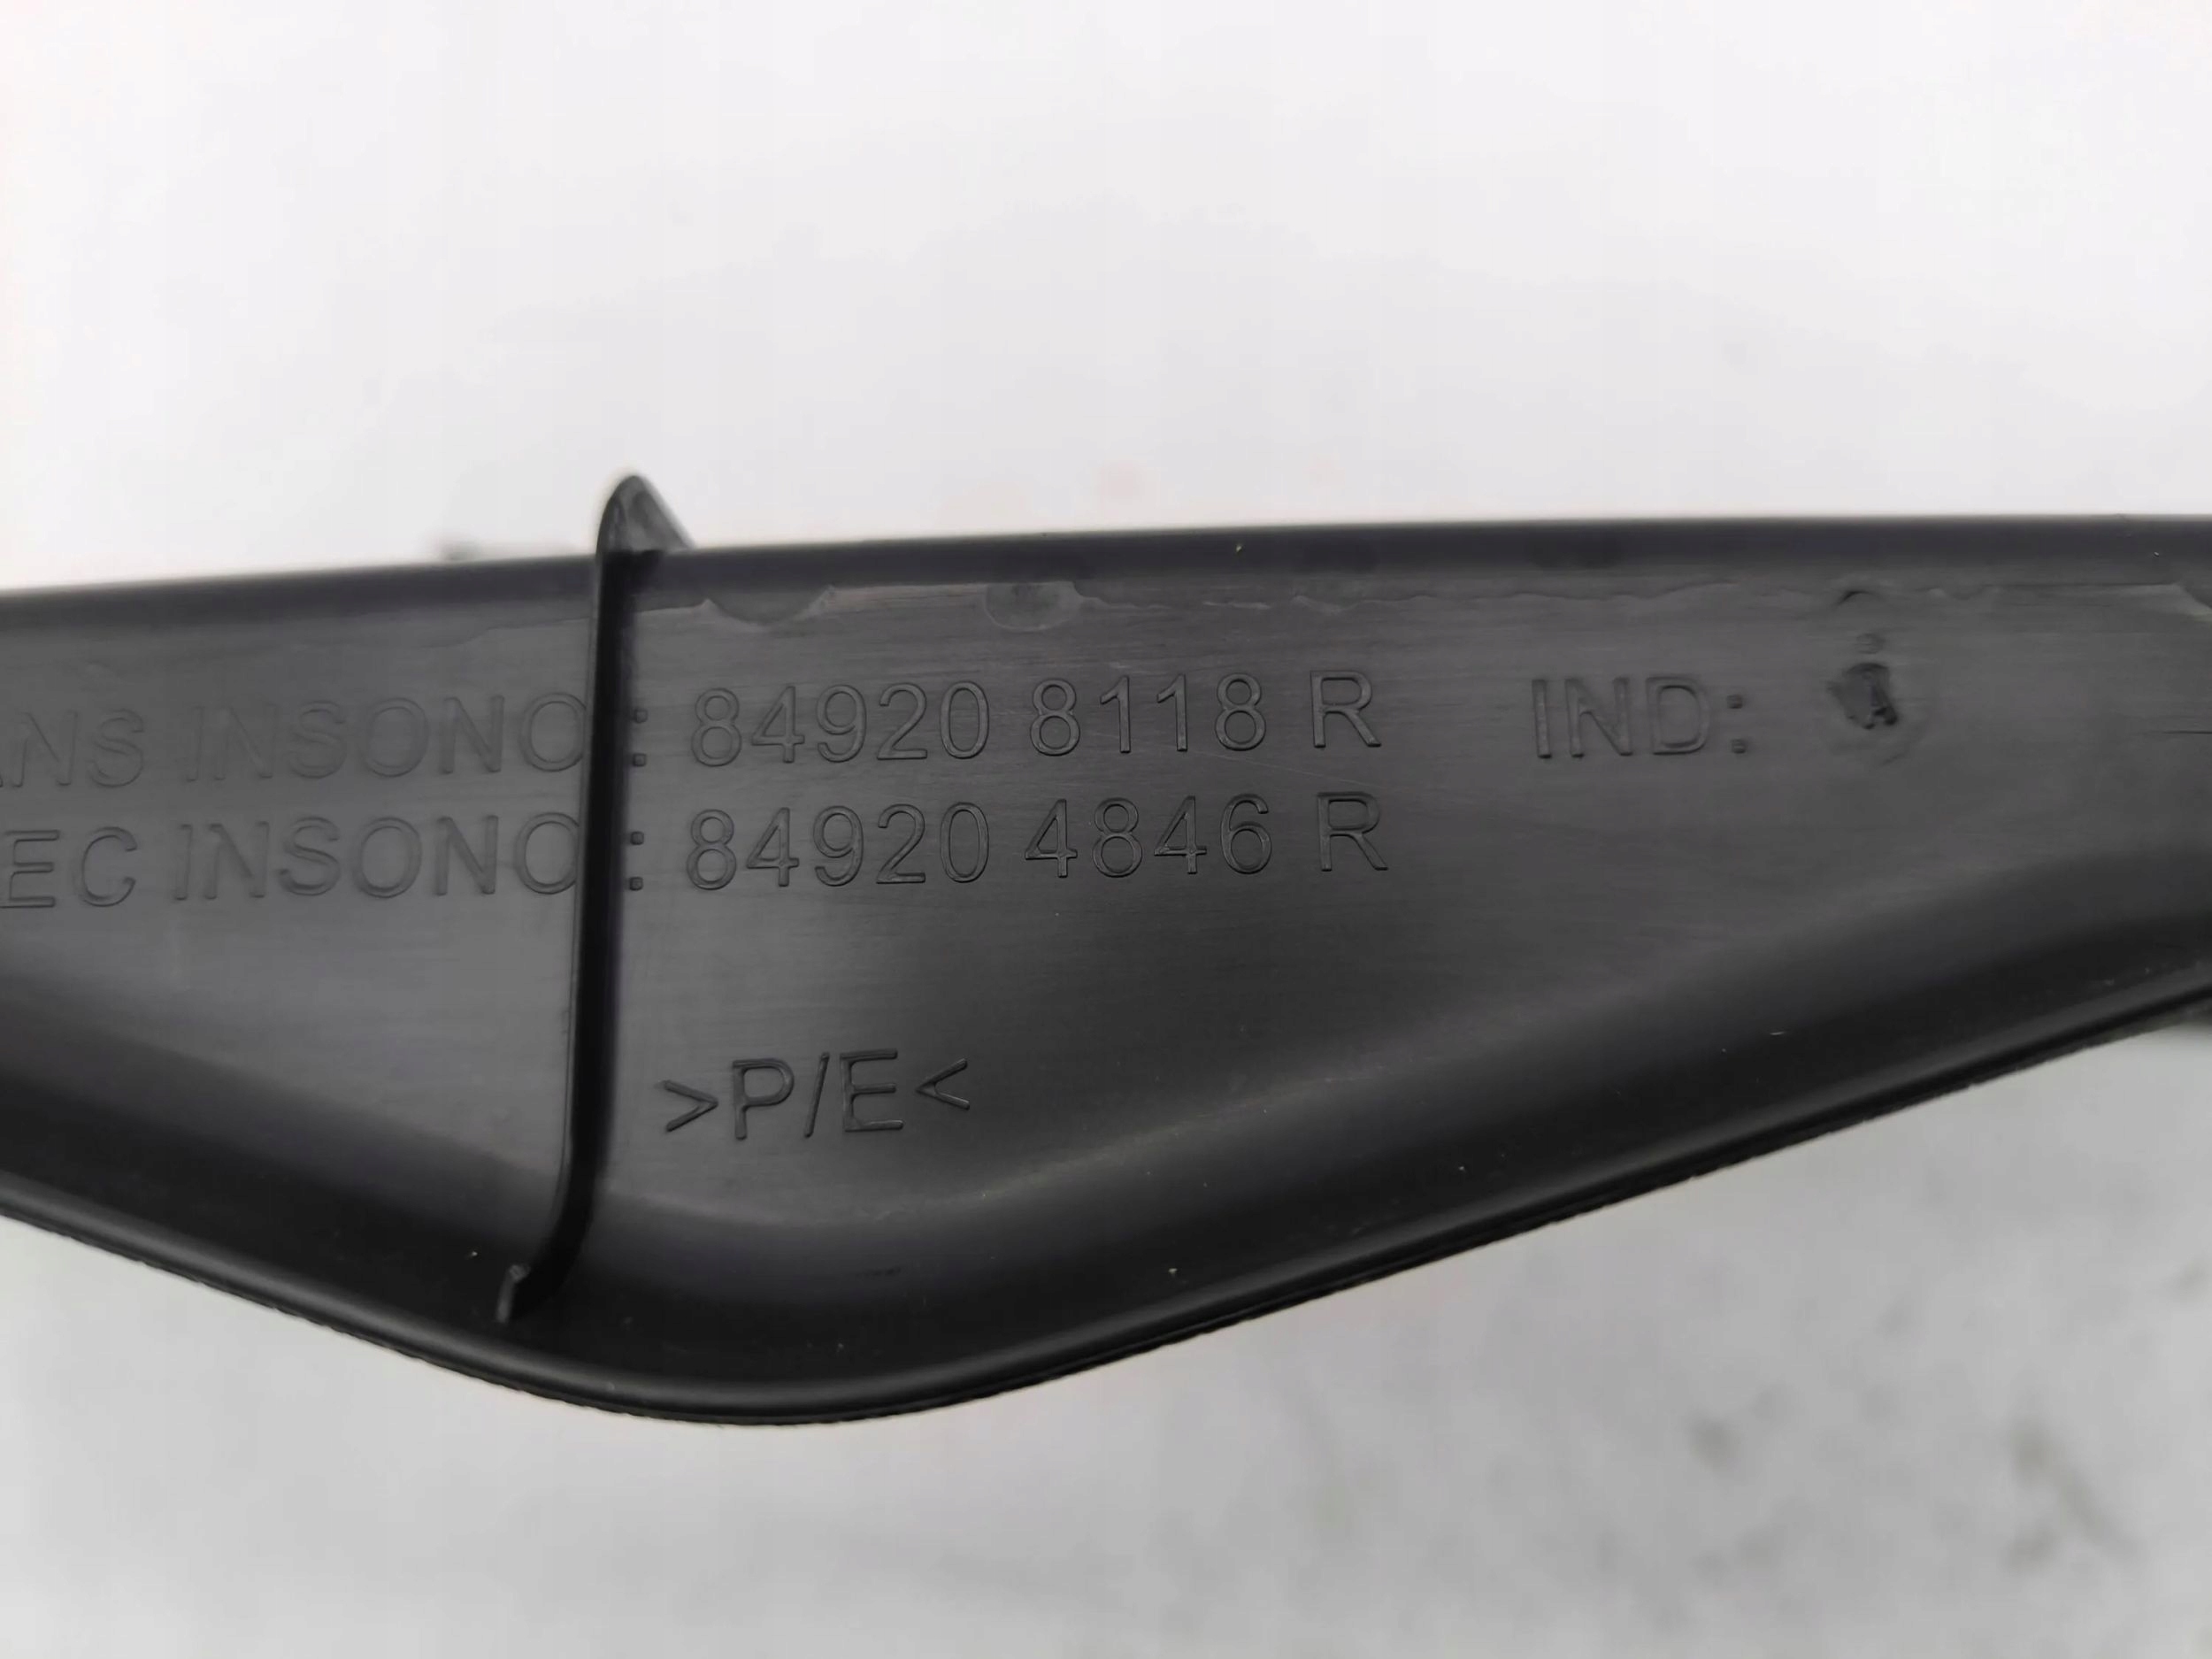 ANS INSONO : 84920 8118 R IND: A
EC INSONO : 84920 4846 R
>P/E<